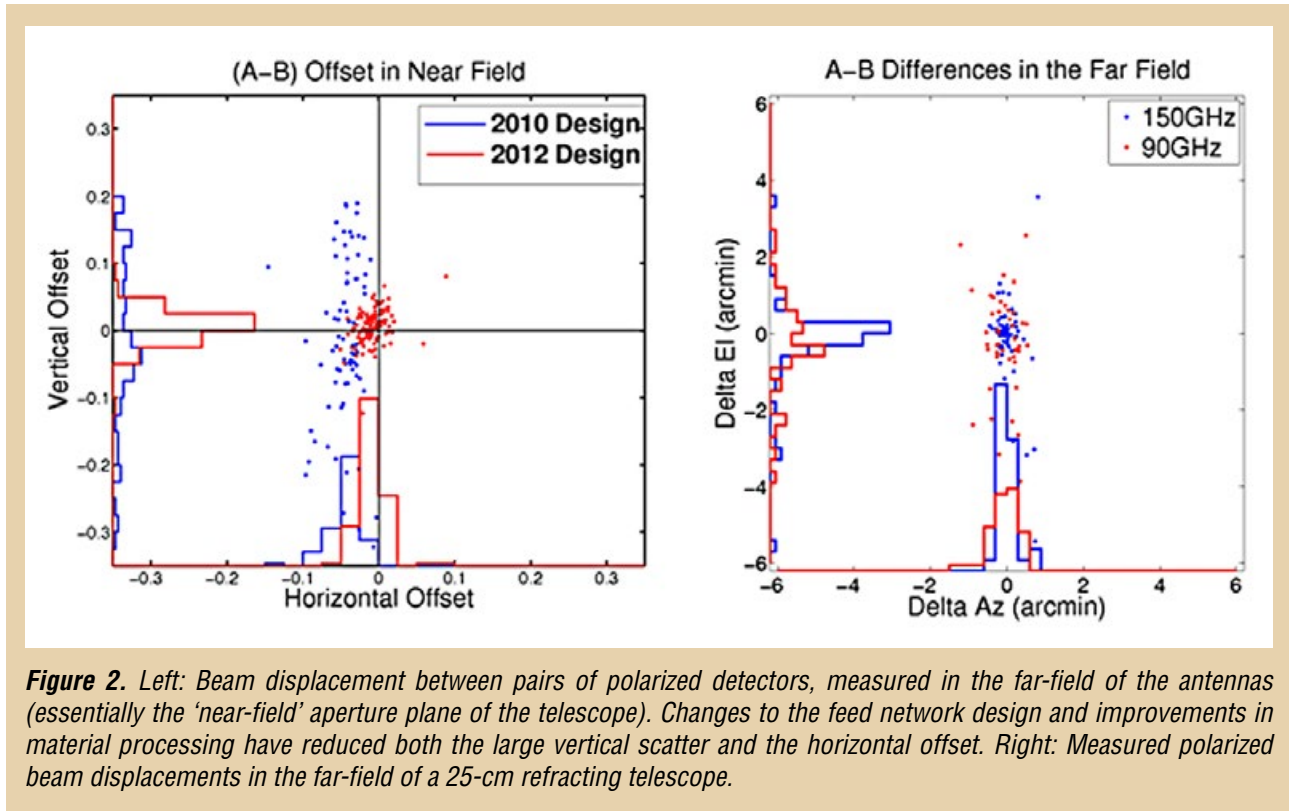 (A−B) Offset in Near Field
0.3
0.2
0.1
0
−0.1
−0.2
−0.3
Vertical Offset
2010 Design
2012 Design
−0.3 −0.2 −0.1 0 0.1 0.2 0.3
Horizontal Offset
A−B Differences in the Far Field
6
4
2
0
−2
−4
−6
Delta El (arcmin)
150GHz
90GHz
−6 −4 −2 0 2 4 6
Delta Az (arcmin)
Figure 2. Left: Beam displacement between pairs of polarized detectors, measured in the far-field of the antennas
(essentially the ‘near-field’ aperture plane of the telescope). Changes to the feed network design and improvements in
material processing have reduced both the large vertical scatter and the horizontal offset. Right: Measured polarized
beam displacements in the far-field of a 25-cm refracting telescope.